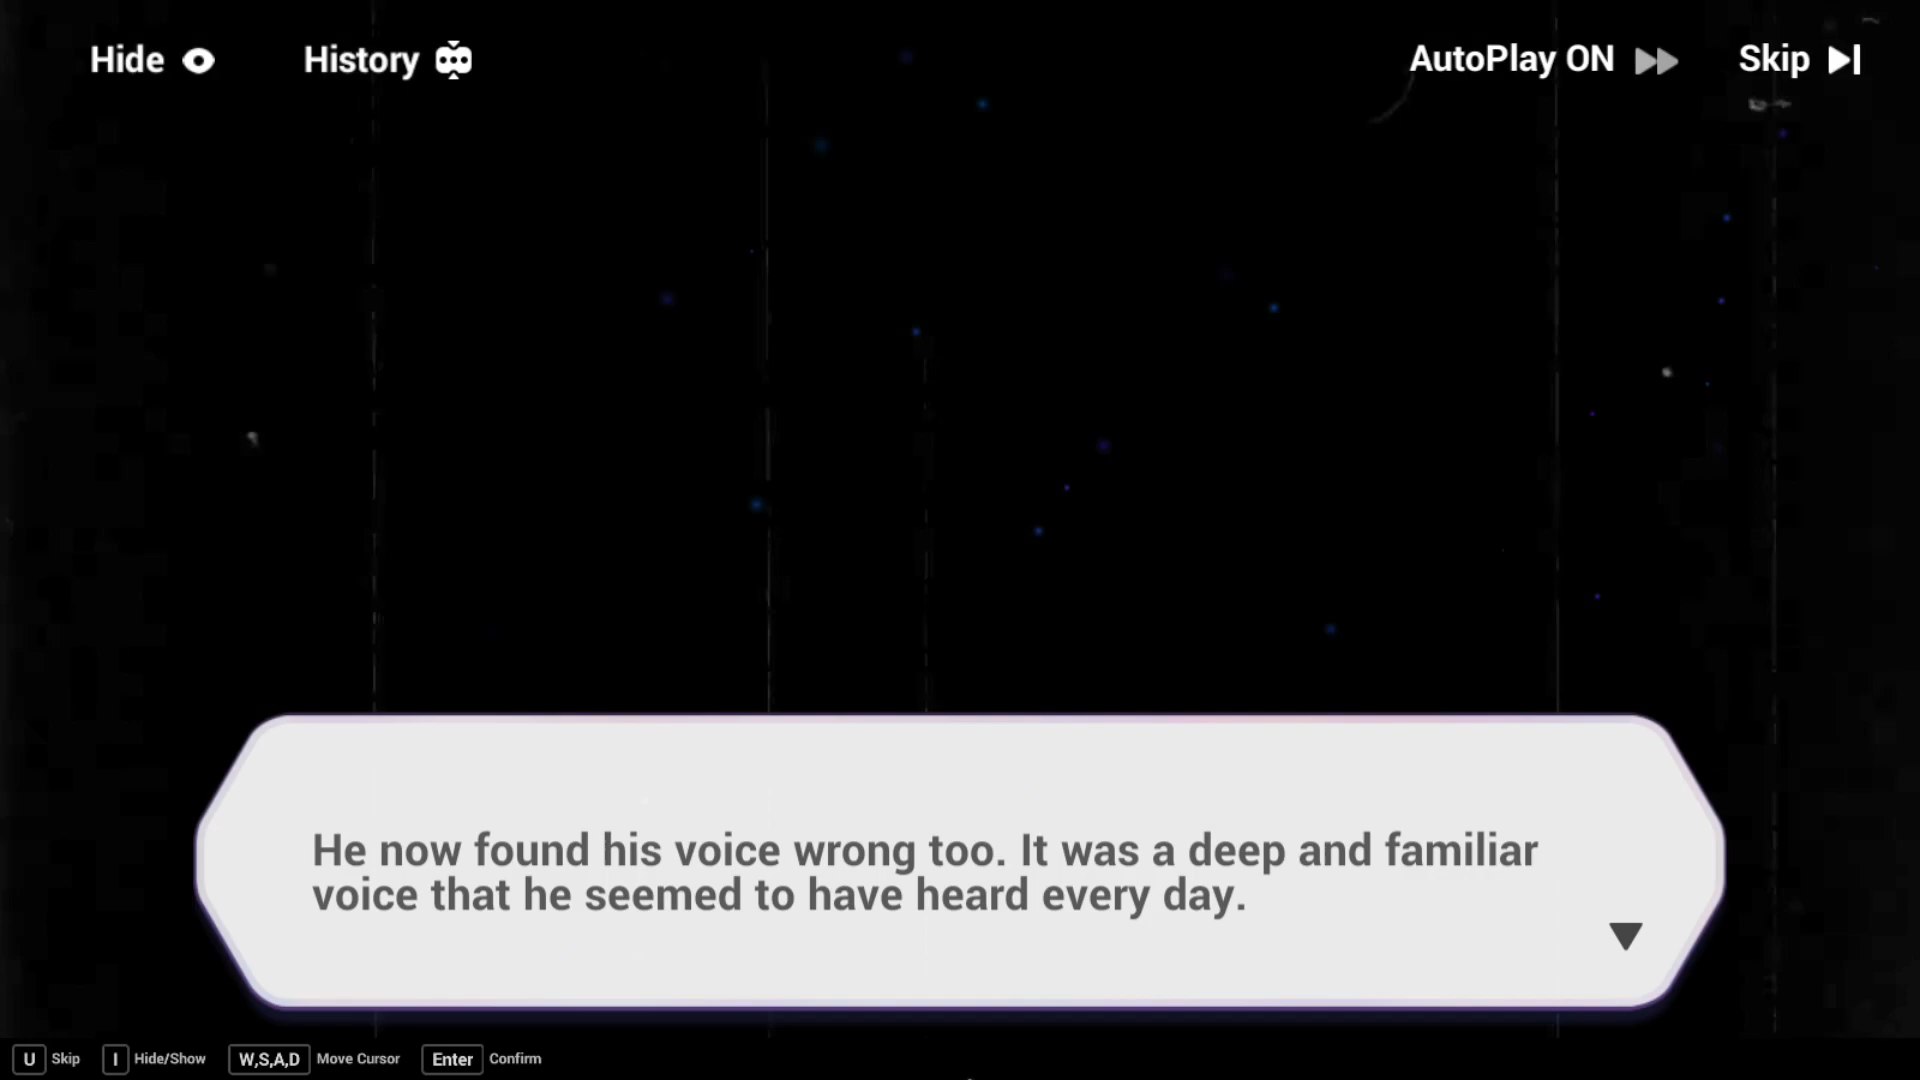 Hide
History
AutoPlay ON
Skip
He now found his voice wrong too. It was a deep and familiar
voice that he seemed to have heard every day.
U Skip
I Hide/Show
W,S,A,D Move Cursor
Enter Confirm